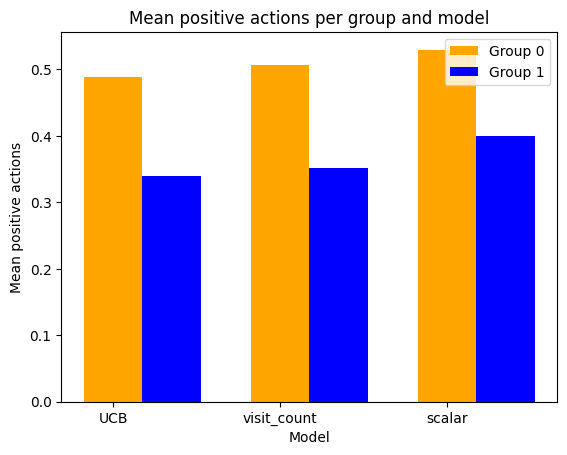 Mean positive actions per group and model
Group 0
Group 1
Mean positive actions
0.5
0.4
0.3
0.2
0.1
0.0
UCB
visit_count
scalar
Model